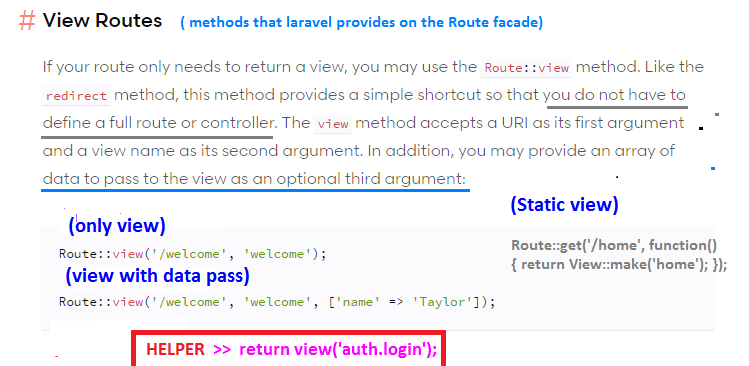 # View Routes ( methods that laravel provides on the Route facade)
If your route only needs to return a view, you may use the Route::view method. Like the
redirect method, this method provides a simple shortcut so that you do not have to
define a full route or controller. The view method accepts a URI as its first argument
and a view name as its second argument. In addition, you may provide an array of
data to pass to the view as an optional third argument:
(only view)
Route::view('/welcome', 'welcome');
(view with data pass)
Route::view('/welcome', 'welcome', ['name' => 'Taylor']);
(Static view)
Route::get('/home', function()
{ return View::make('home'); });
HELPER >> return view('auth.login');